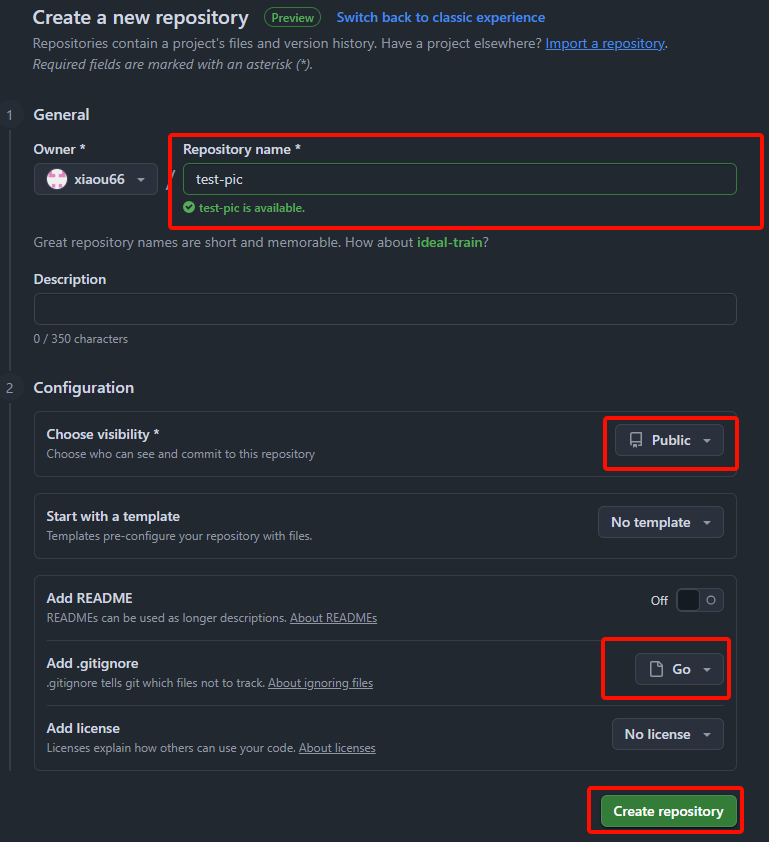 Create a new repository Preview Switch back to classic experience
Repositories contain a project's files and version history. Have a project elsewhere? Import a repository.
Required fields are marked with an asterisk (*).
1 General
Owner * Repository name *
xiaou66 / test-pic
test-pic is available.
Great repository names are short and memorable. How about ideal-train?
Description
0 / 350 characters
2 Configuration
Choose visibility * Public
Choose who can see and commit to this repository
Start with a template No template
Templates pre-configure your repository with files.
Add README Off
READMEs can be used as longer descriptions. About READMEs
Add .gitignore Go
.gitignore tells git which files not to track. About ignoring files
Add license No license
Licenses explain how others can use your code. About licenses
Create repository